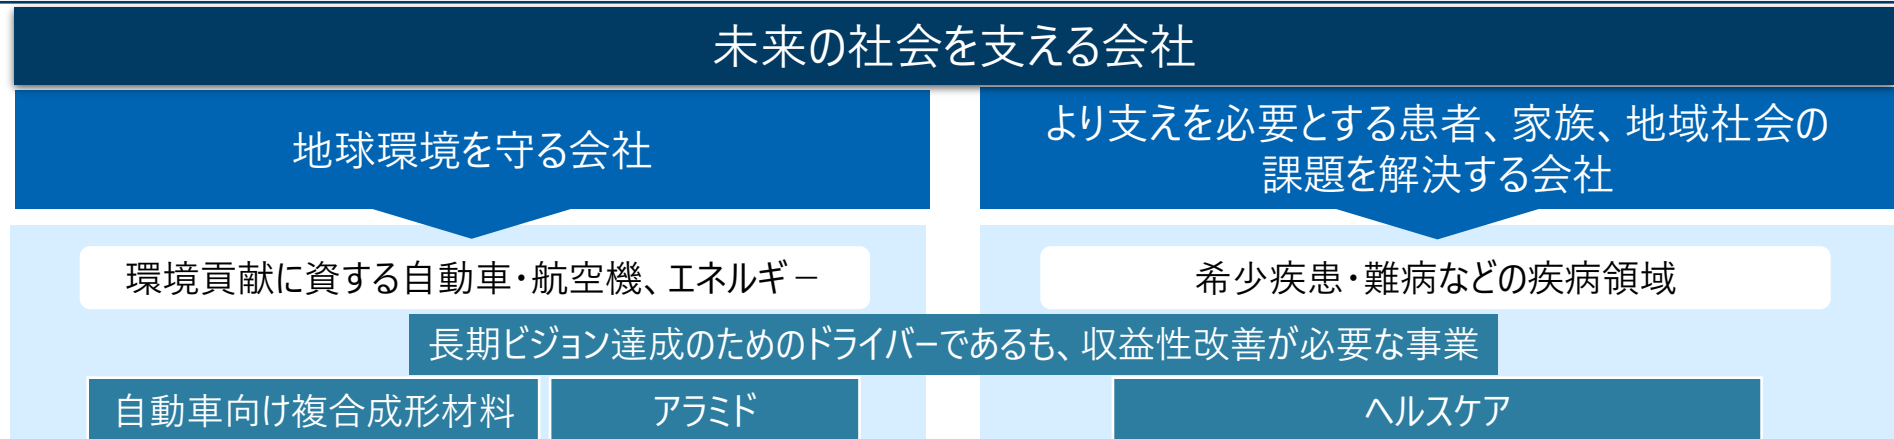 未来の社会を支える会社
地球環境を守る会社
より支えを必要とする患者、家族、地域社会の
課題を解決する会社
環境貢献に資する自動車・航空機、エネルギー
希少疾患・難病などの疾病領域
長期ビジョン達成のためのドライバーであるも、収益性改善が必要な事業
自動車向け複合成形材料
アラミド
ヘルスケア